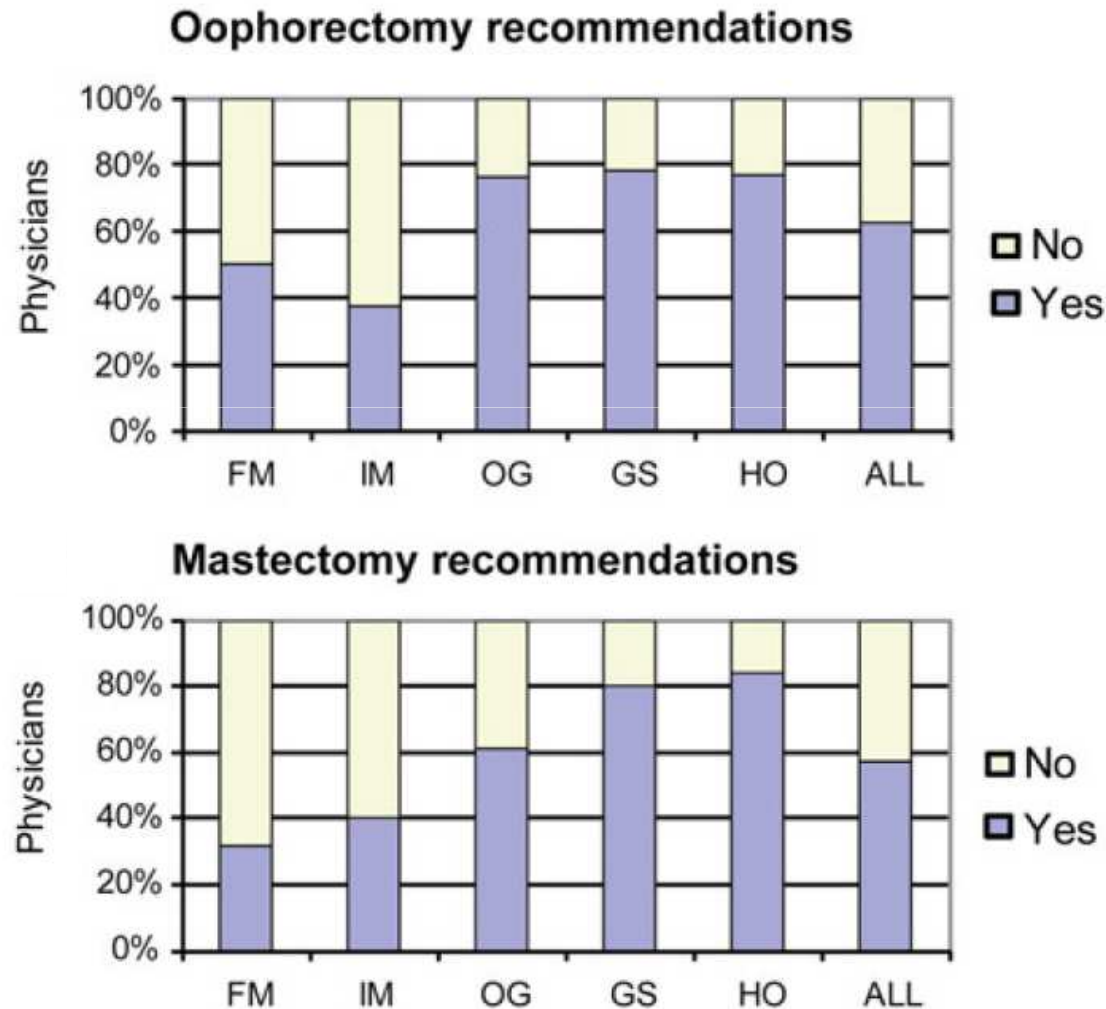 Oophorectomy recommendations
100%
80%
60%
40%
20%
0%
Physicians
FM IM OG GS HO ALL
No
Yes
Mastectomy recommendations
100%
80%
60%
40%
20%
0%
Physicians
FM IM OG GS HO ALL
No
Yes